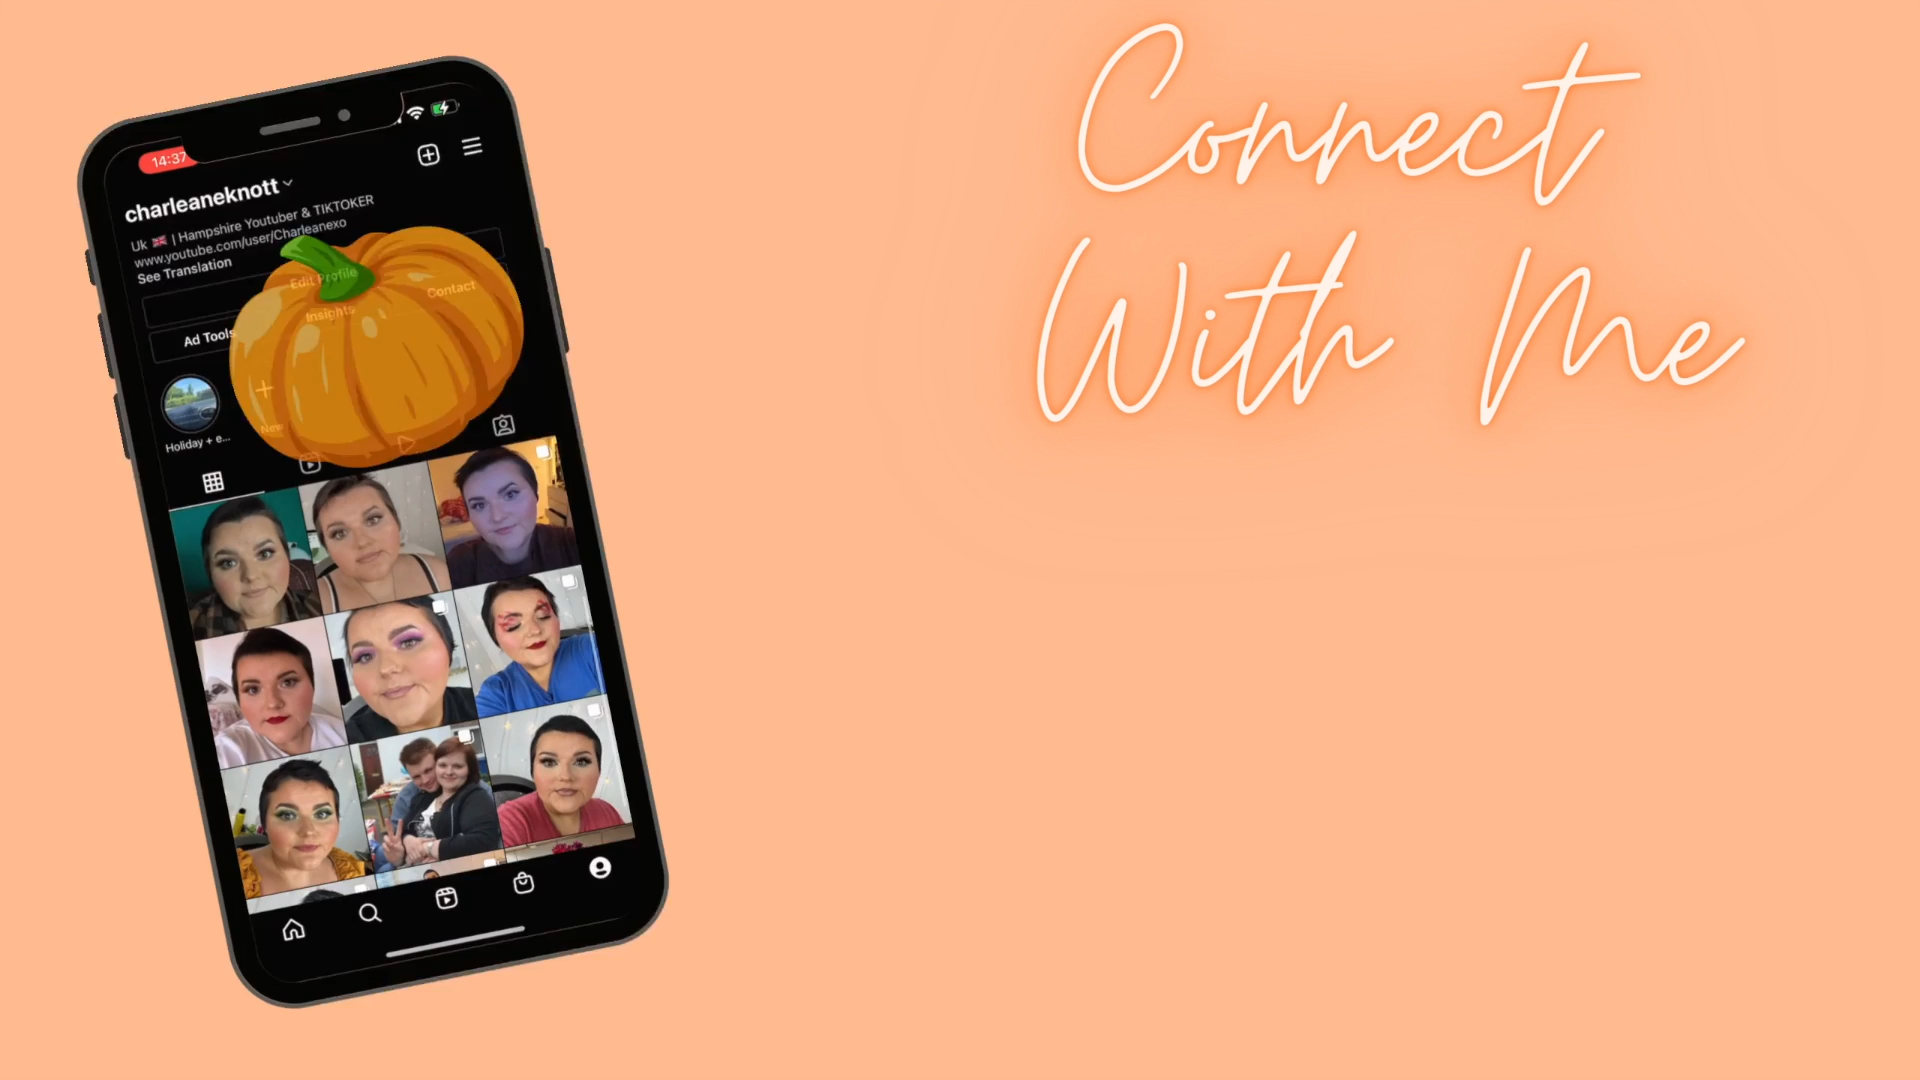 14:37
charleaneknott
Uk 🇬🇧 | Hampshire Youtuber & TIKTOKER
www.youtube.com/user/Charleanexo
See Translation
Edit Profile
Ad Tools Insights Contact
Holiday + e... New
Connect
With Me